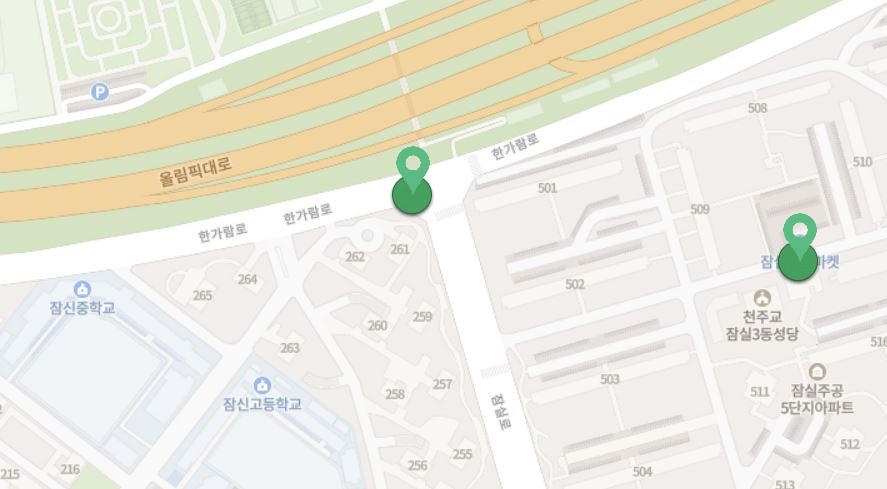 P
508
한가람로
510
올림픽대로
501
509
한가람로
한가람로
261
262
잠
마켓
264
502
265
천주교
잠실3동성당
잠신중학교
259
260
516
263
503
257
511
잠실주공
5단지아파트
258
잠신고등학교
잠실로
512
255
256
216
215
504
513